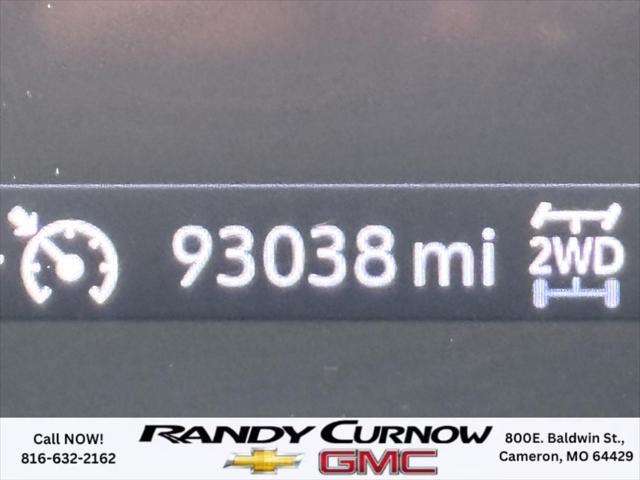 93038 mi
2WD
Call NOW!
816-632-2162
RANDY CURNOW
GMC
800E. Baldwin St.,
Cameron, MO 64429